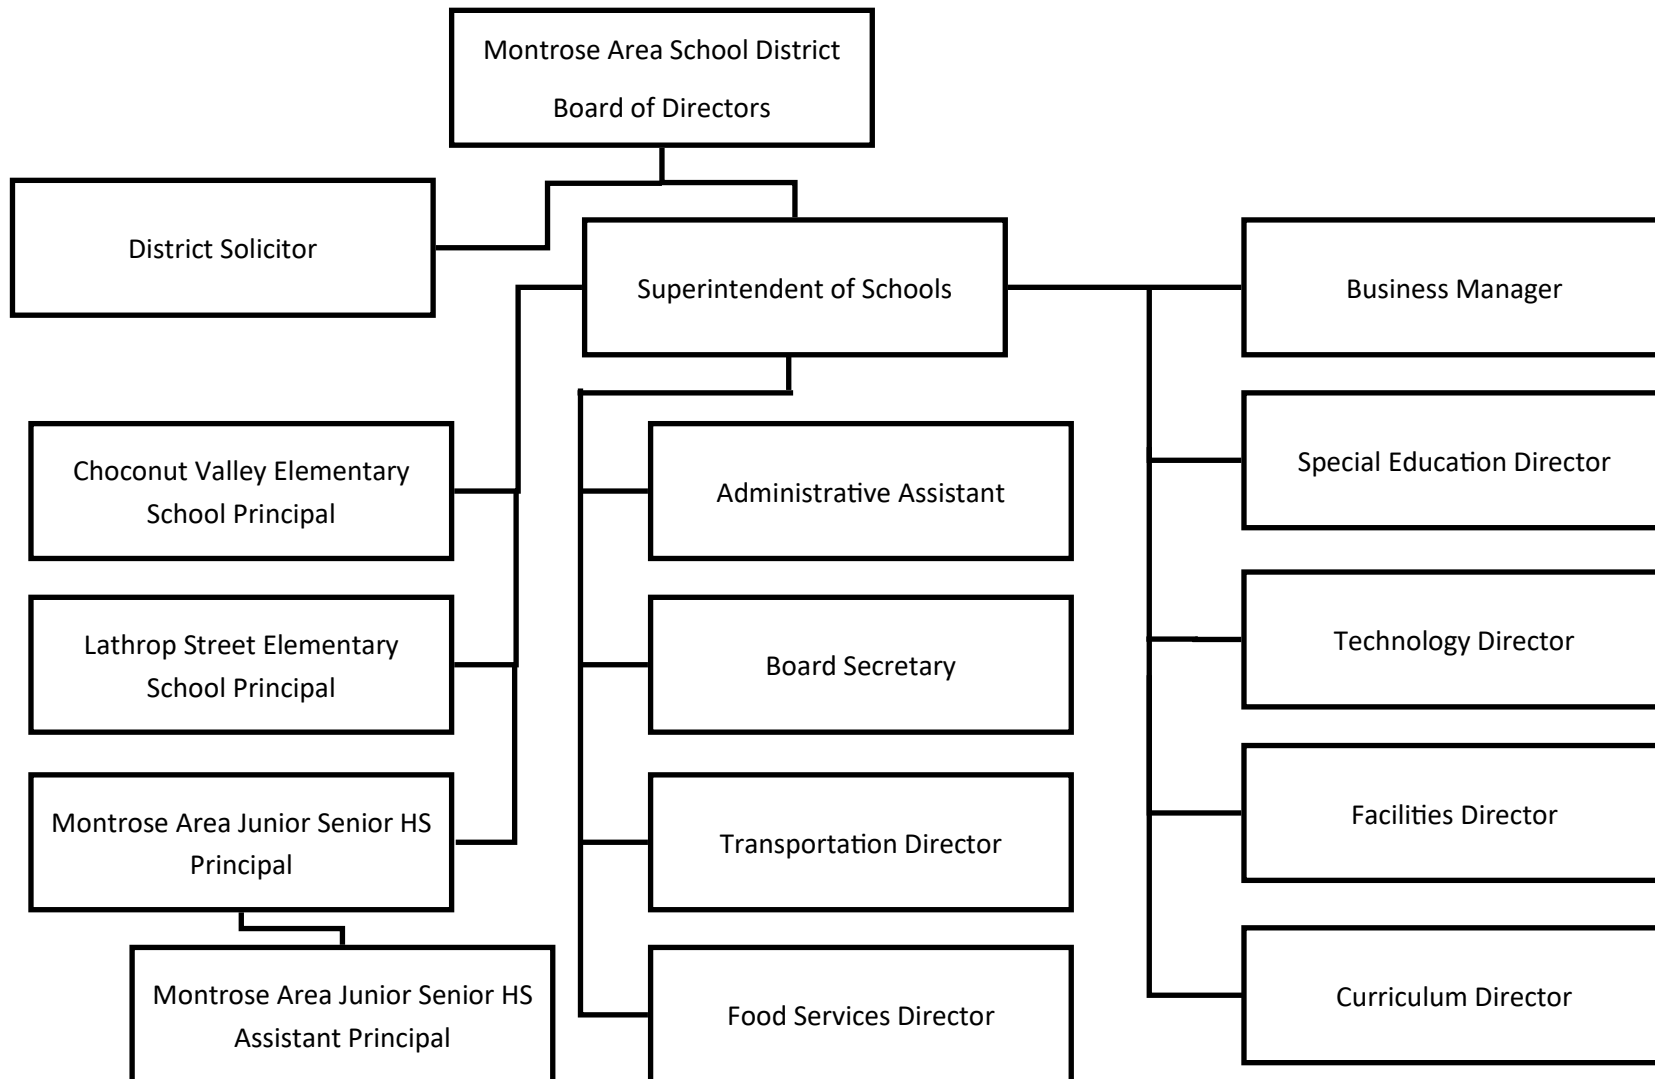 Montrose Area School District
Board of Directors
District Solicitor
Superintendent of Schools
Business Manager
Choconut Valley Elementary
School Principal
Administrative Assistant
Special Education Director
Lathrop Street Elementary
School Principal
Board Secretary
Technology Director
Montrose Area Junior Senior HS
Principal
Transportation Director
Facilities Director
Montrose Area Junior Senior HS
Assistant Principal
Food Services Director
Curriculum Director